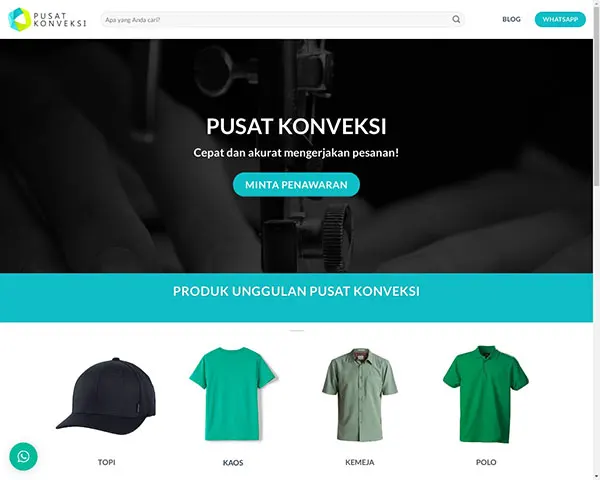 PUSAT
KONVEKSI
Apa yang Anda cari?
BLOG
WHATSAPP
PUSAT KONVEKSI
Cepat dan akurat mengerjakan pesanan!
MINTA PENAWARAN
PRODUK UNGGULAN PUSAT KONVEKSI
TOPI
KAOS
KEMEJA
POLO